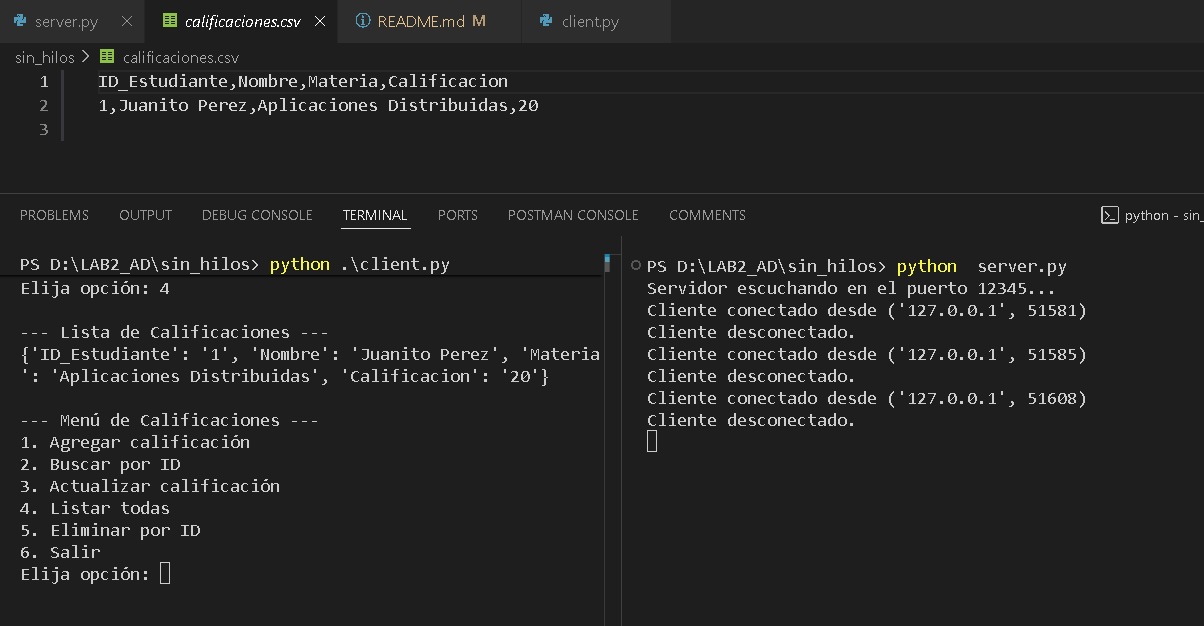 server.py calificaciones.csv README.md M client.py
sin_hilos > calificaciones.csv
1 ID_Estudiante,Nombre,Materia,Calificacion
2 1,Juanito Perez,Aplicaciones Distribuidas,20
3
PROBLEMS OUTPUT DEBUG CONSOLE TERMINAL PORTS POSTMAN CONSOLE COMMENTS python - sin_
PS D:\LAB2_AD\sin_hilos> python .\client.py
Elija opción: 4
--- Lista de Calificaciones ---
{'ID_Estudiante': '1', 'Nombre': 'Juanito Perez', 'Materia
': 'Aplicaciones Distribuidas', 'Calificacion': '20'}
--- Menú de Calificaciones ---
1. Agregar calificación
2. Buscar por ID
3. Actualizar calificación
4. Listar todas
5. Eliminar por ID
6. Salir
Elija opción:
PS D:\LAB2_AD\sin_hilos> python  server.py
Servidor escuchando en el puerto 12345...
Cliente conectado desde ('127.0.0.1', 51581)
Cliente desconectado.
Cliente conectado desde ('127.0.0.1', 51585)
Cliente desconectado.
Cliente conectado desde ('127.0.0.1', 51608)
Cliente desconectado.